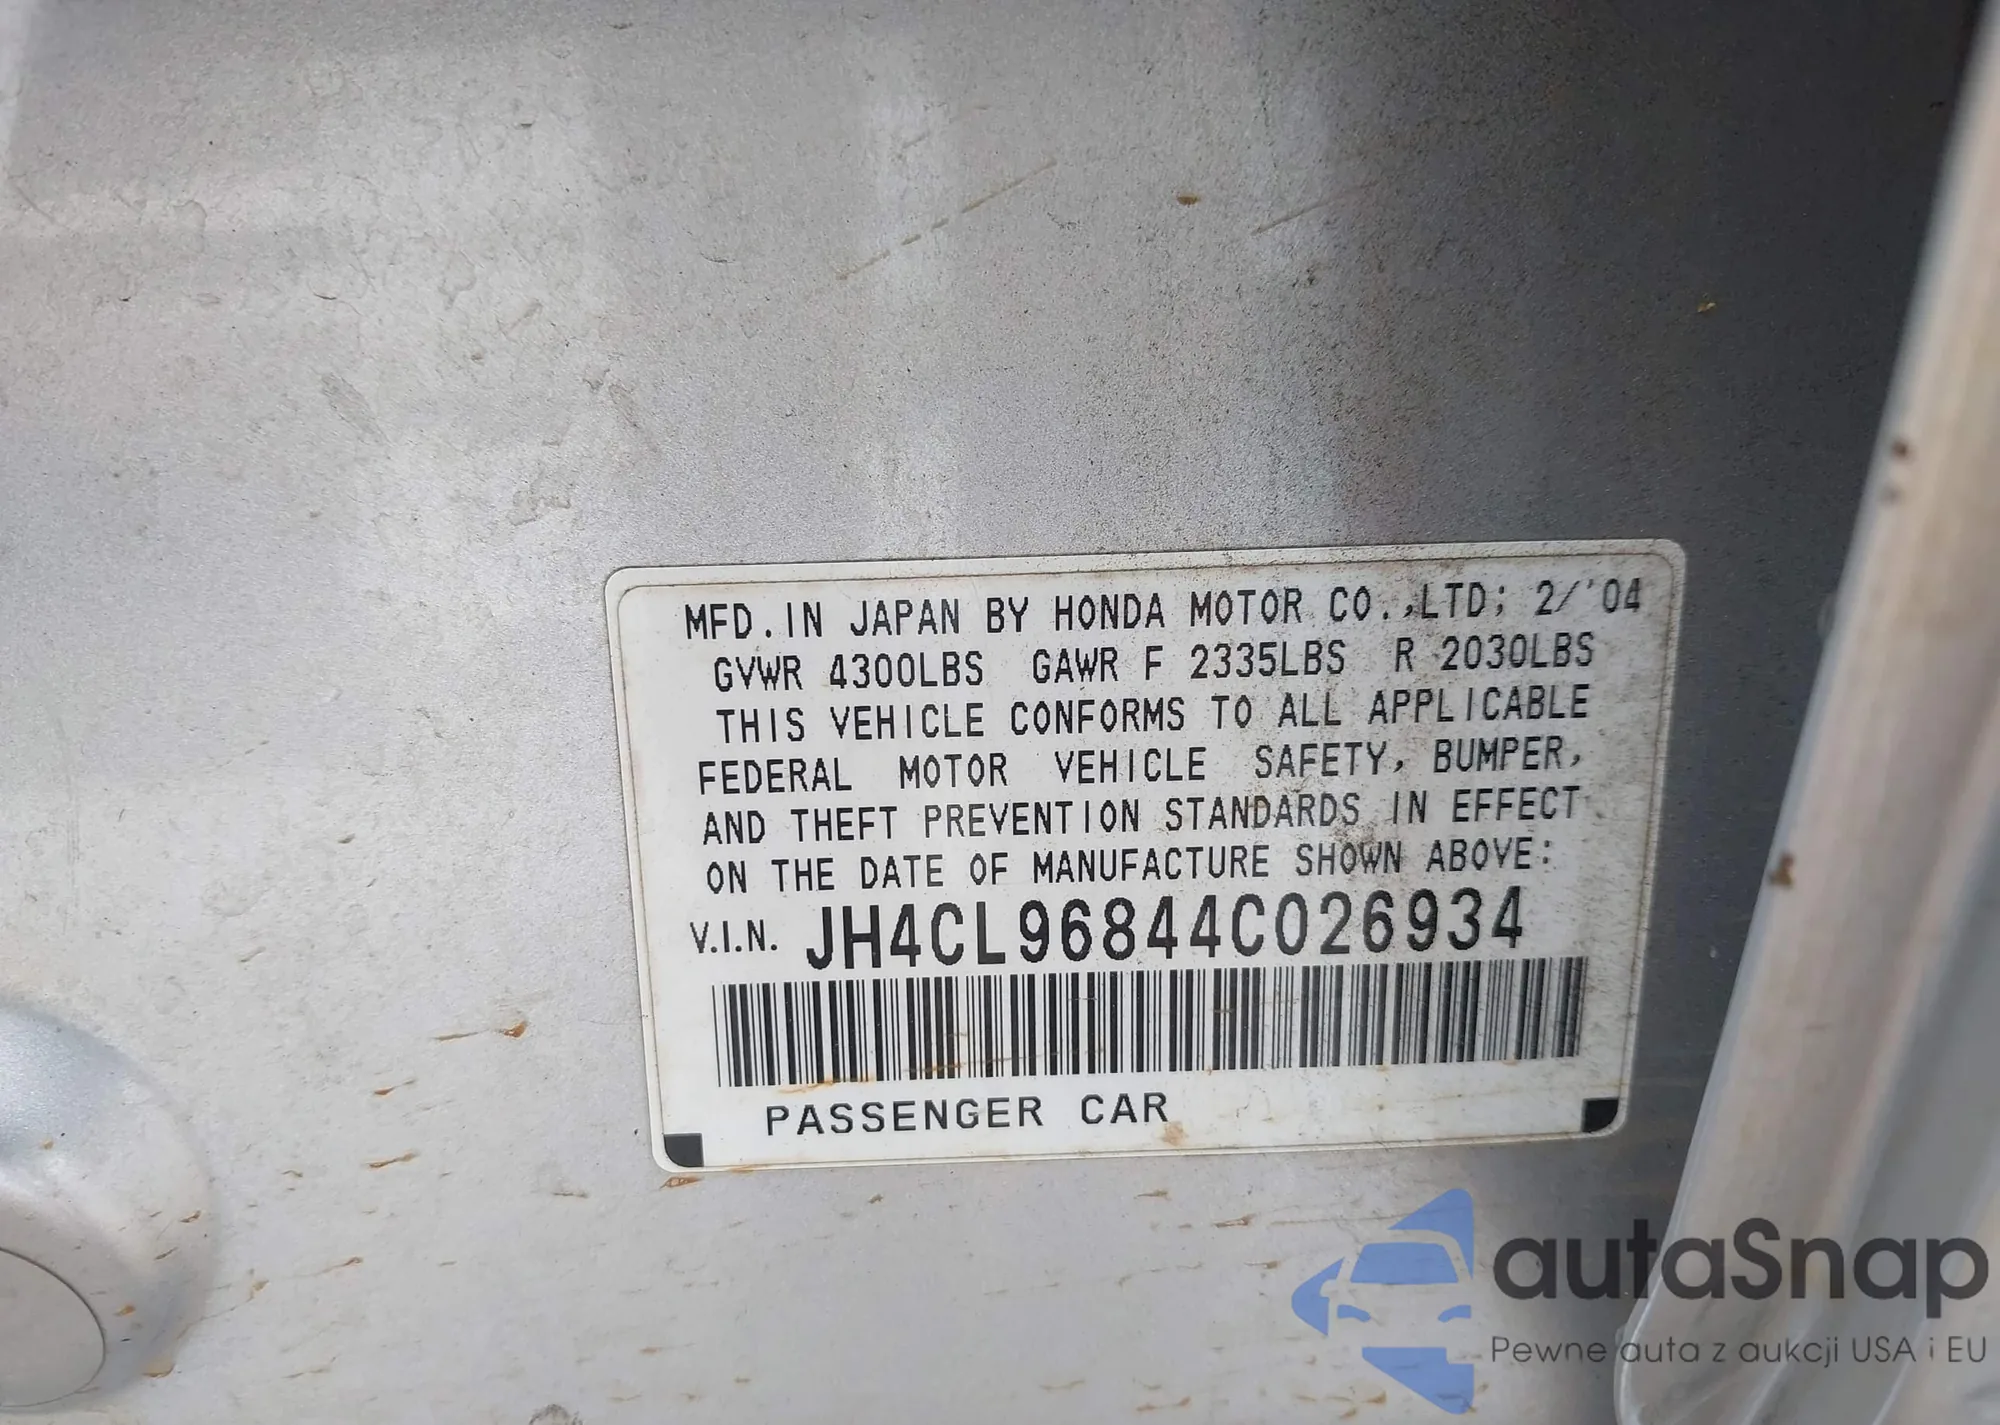 MFD.IN JAPAN BY HONDA MOTOR CO.,LTD; 2/'04
GVWR 4300LBS GAWR F 2335LBS R 2030LBS
THIS VEHICLE CONFORMS TO ALL APPLICABLE
FEDERAL MOTOR VEHICLE SAFETY, BUMPER,
AND THEFT PREVENTION STANDARDS IN EFFECT
ON THE DATE OF MANUFACTURE SHOWN ABOVE:
V.I.N. JH4CL96844C026934
PASSENGER CAR
autaSnap
Pewne auta z aukcji USA i EU